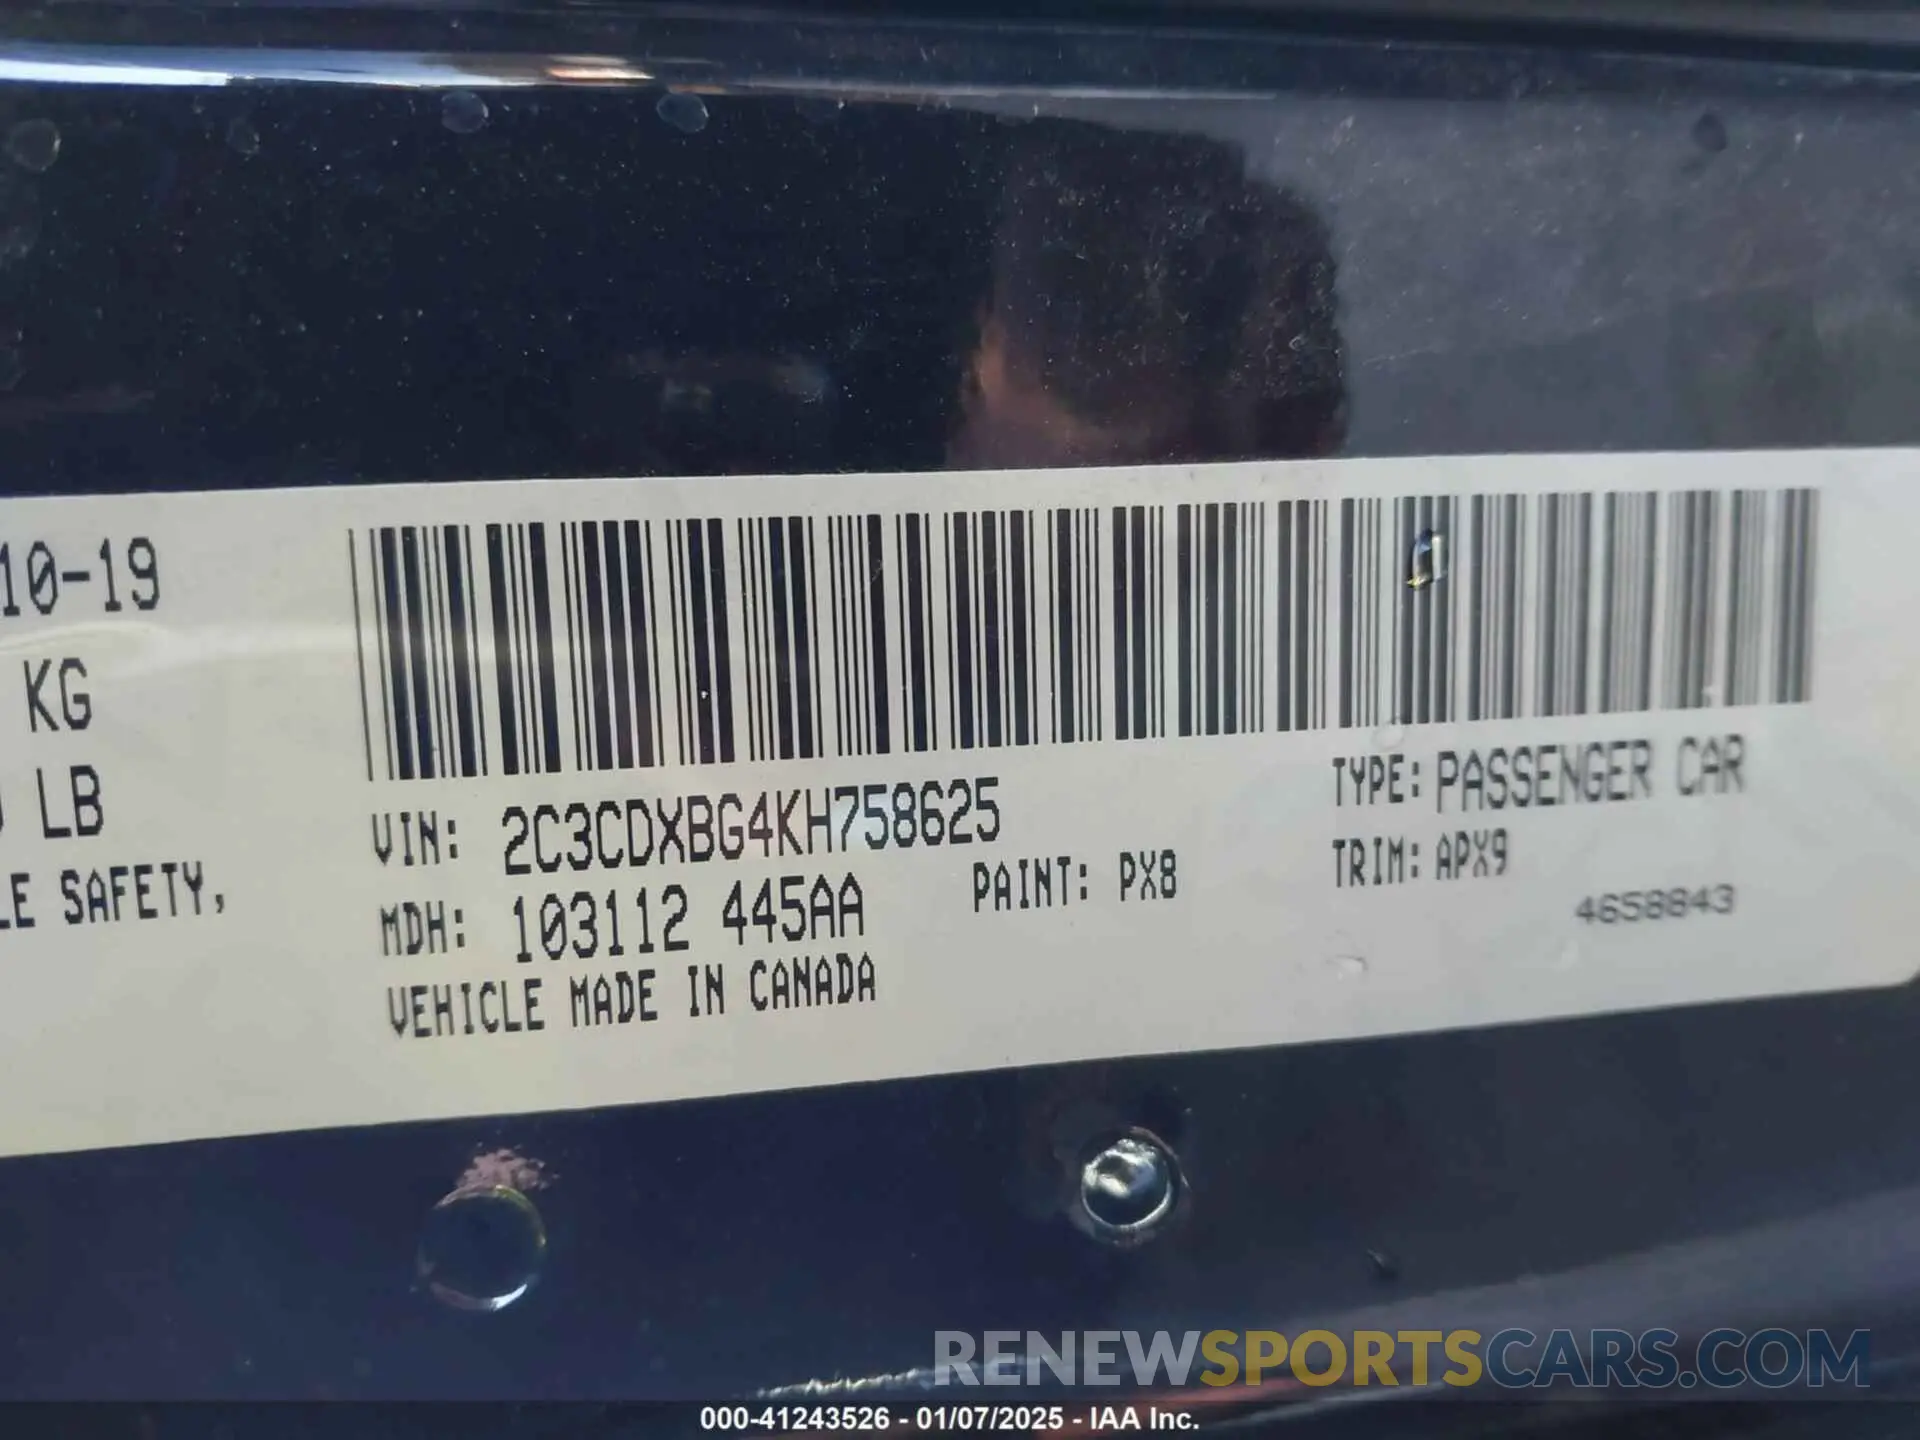 10-19
KG
LB
LE SAFETY,
VIN: 2C3CDXBG4KH758625
MDH: 103112 445AA
PAINT: PX8
VEHICLE MADE IN CANADA
TYPE: PASSENGER CAR
TRIM: APX9
4658843
RENEWSPORTSCARS.COM
000-41243526 - 01/07/2025 - IAA Inc.